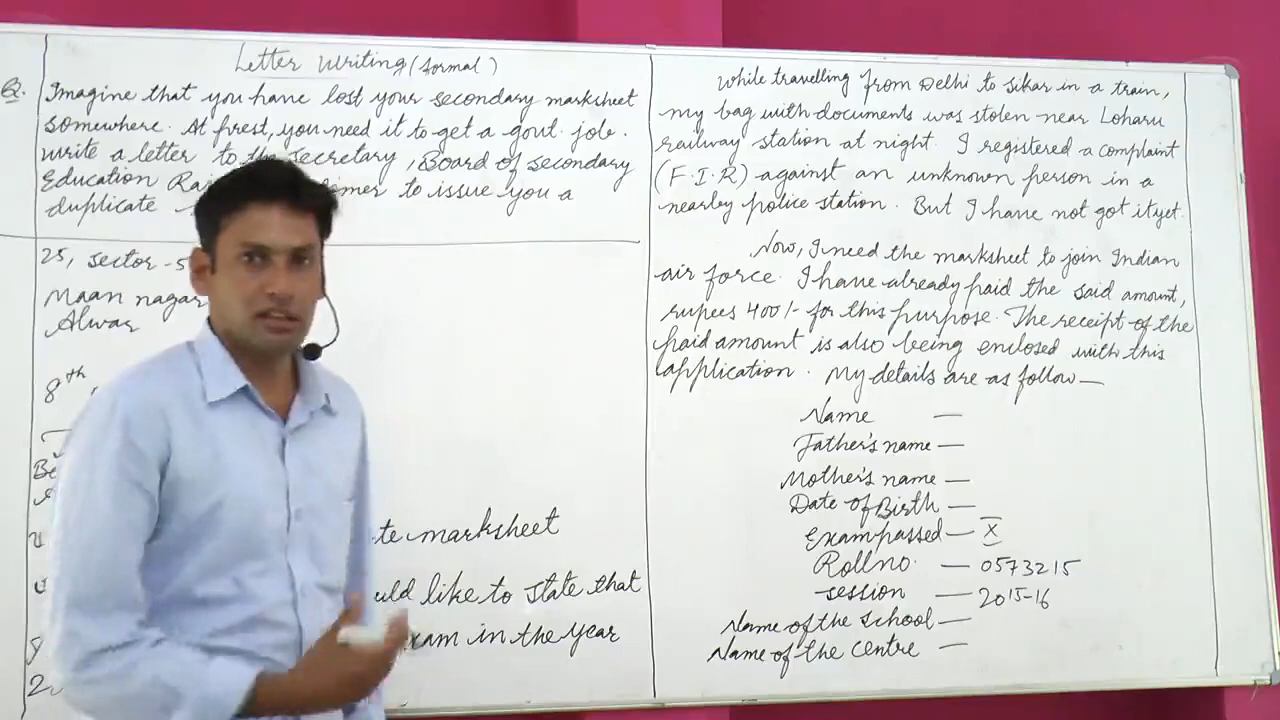 Letter Writing (formal)
Q. Imagine that you have lost your secondary marksheet
somewhere. At prest, you need it to get a govt. job.
write a letter to the secretary, Board of secondary
Education to issue you a
duplicate
25, sector-5
Maan nagar
Alwar
8th
te marksheet
uld like to state that
xam in the year
While travelling from Delhi to Sikar in a train,
my bag with documents was stolen near Loharu
railway station at night. I registered a complaint
(F.I.R) against an unknown person in a
nearby police station. But I have not got it yet.
Now, I need the marksheet to join Indian
air force. I have already paid the said amount,
rupees 400/- for this purpose. The receipt of the
paid amount is also being enclosed with this
application. My details are as follow—
Name —
Father's name —
Mother's name —
Date of Birth —
Exam passed — X
Roll no. — 0573215
session — 2015-16
Name of the school —
Name of the centre —